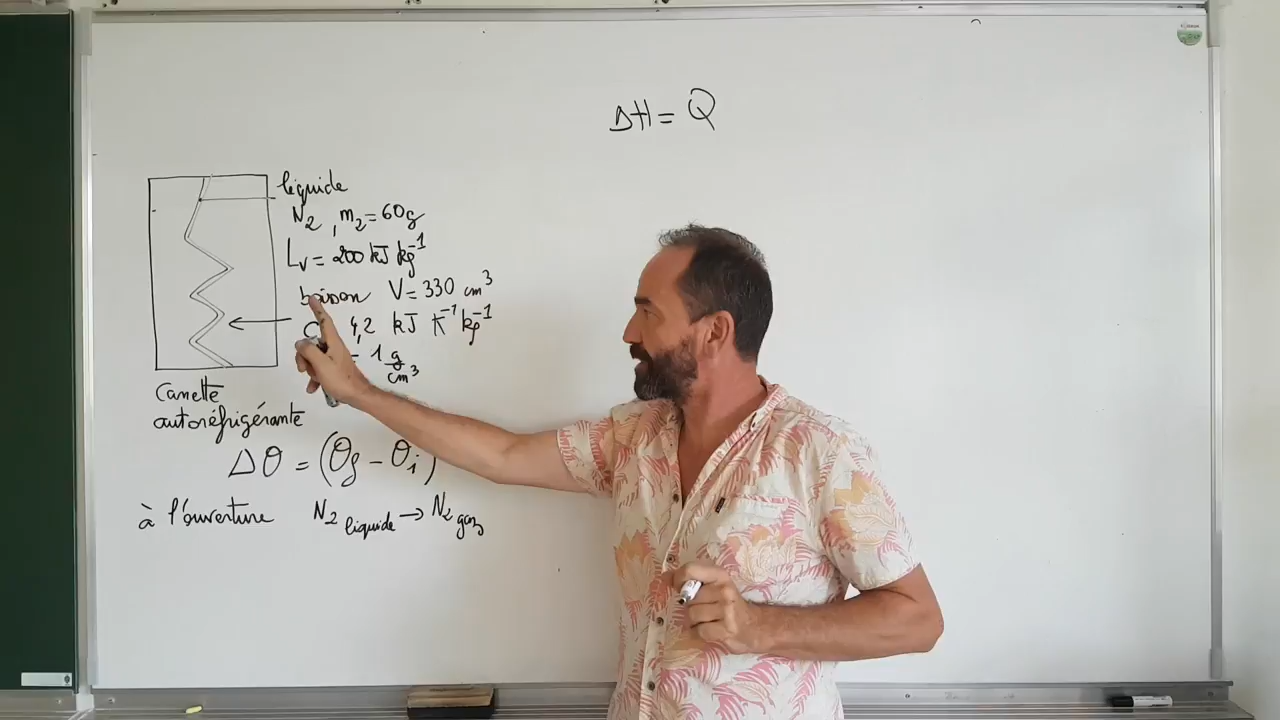 ΔH = Q
liquide
N₂, m₂ = 60g
Lv = 200 kJ kg⁻¹
boisson V = 330 cm³
C 4,2 kJ K⁻¹ kg⁻¹
= 1 g/cm³
Canette
autoréfrigérante
Δθ = (θf - θi)
à l'ouverture N₂ liquide → N₂ gaz